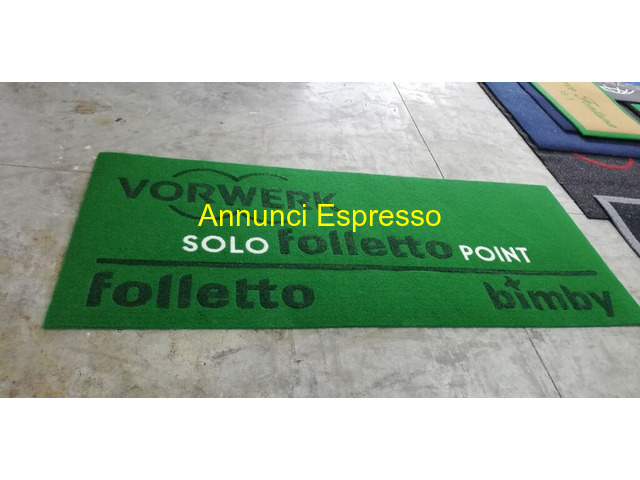 VORWERK
Annunci Espresso
SOLO folletto POINT
folletto bimby